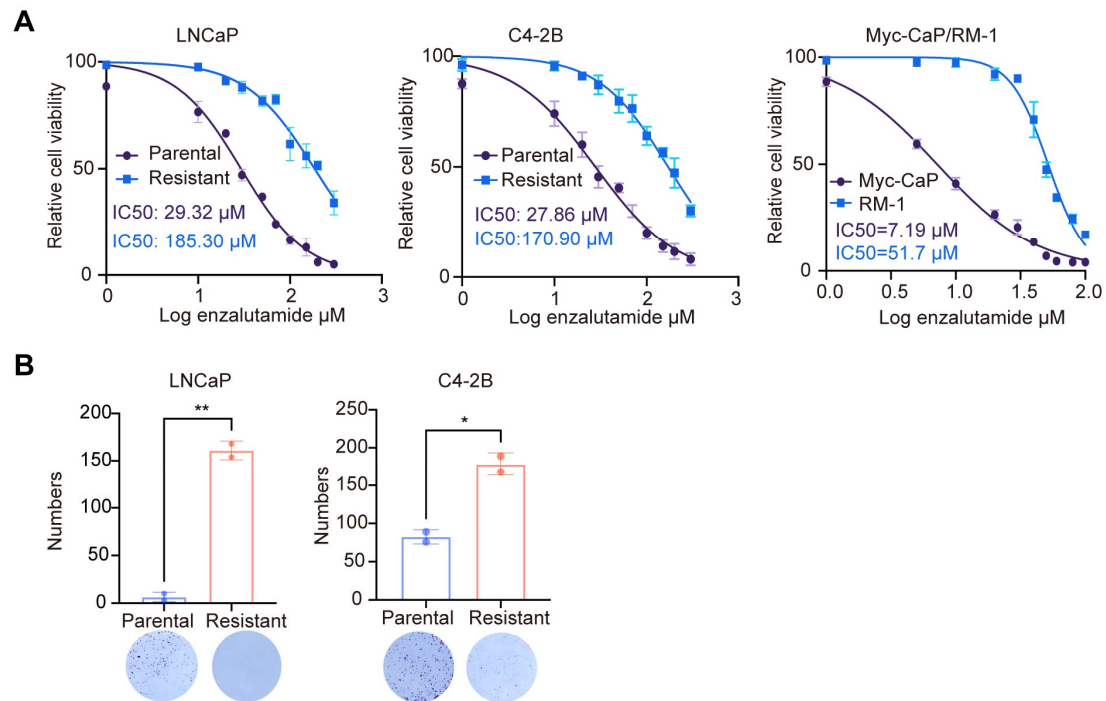 A
LNCaP
Relative cell viability
100
50
0
Parental
Resistant
IC50: 29.32 µM
IC50: 185.30 µM
0 1 2 3
Log enzalutamide µM
C4-2B
Relative cell viability
100
50
0
Parental
Resistant
IC50: 27.86 µM
IC50:170.90 µM
0 1 2 3
Log enzalutamide µM
Myc-CaP/RM-1
Relative cell viability
100
50
0
Myc-CaP
RM-1
IC50=7.19 µM
IC50=51.7 µM
0.0 0.5 1.0 1.5 2.0
Log enzalutamide µM
B
LNCaP
Numbers
200
150
100
50
0
**
Parental Resistant
C4-2B
Numbers
250
200
150
100
50
0
*
Parental Resistant